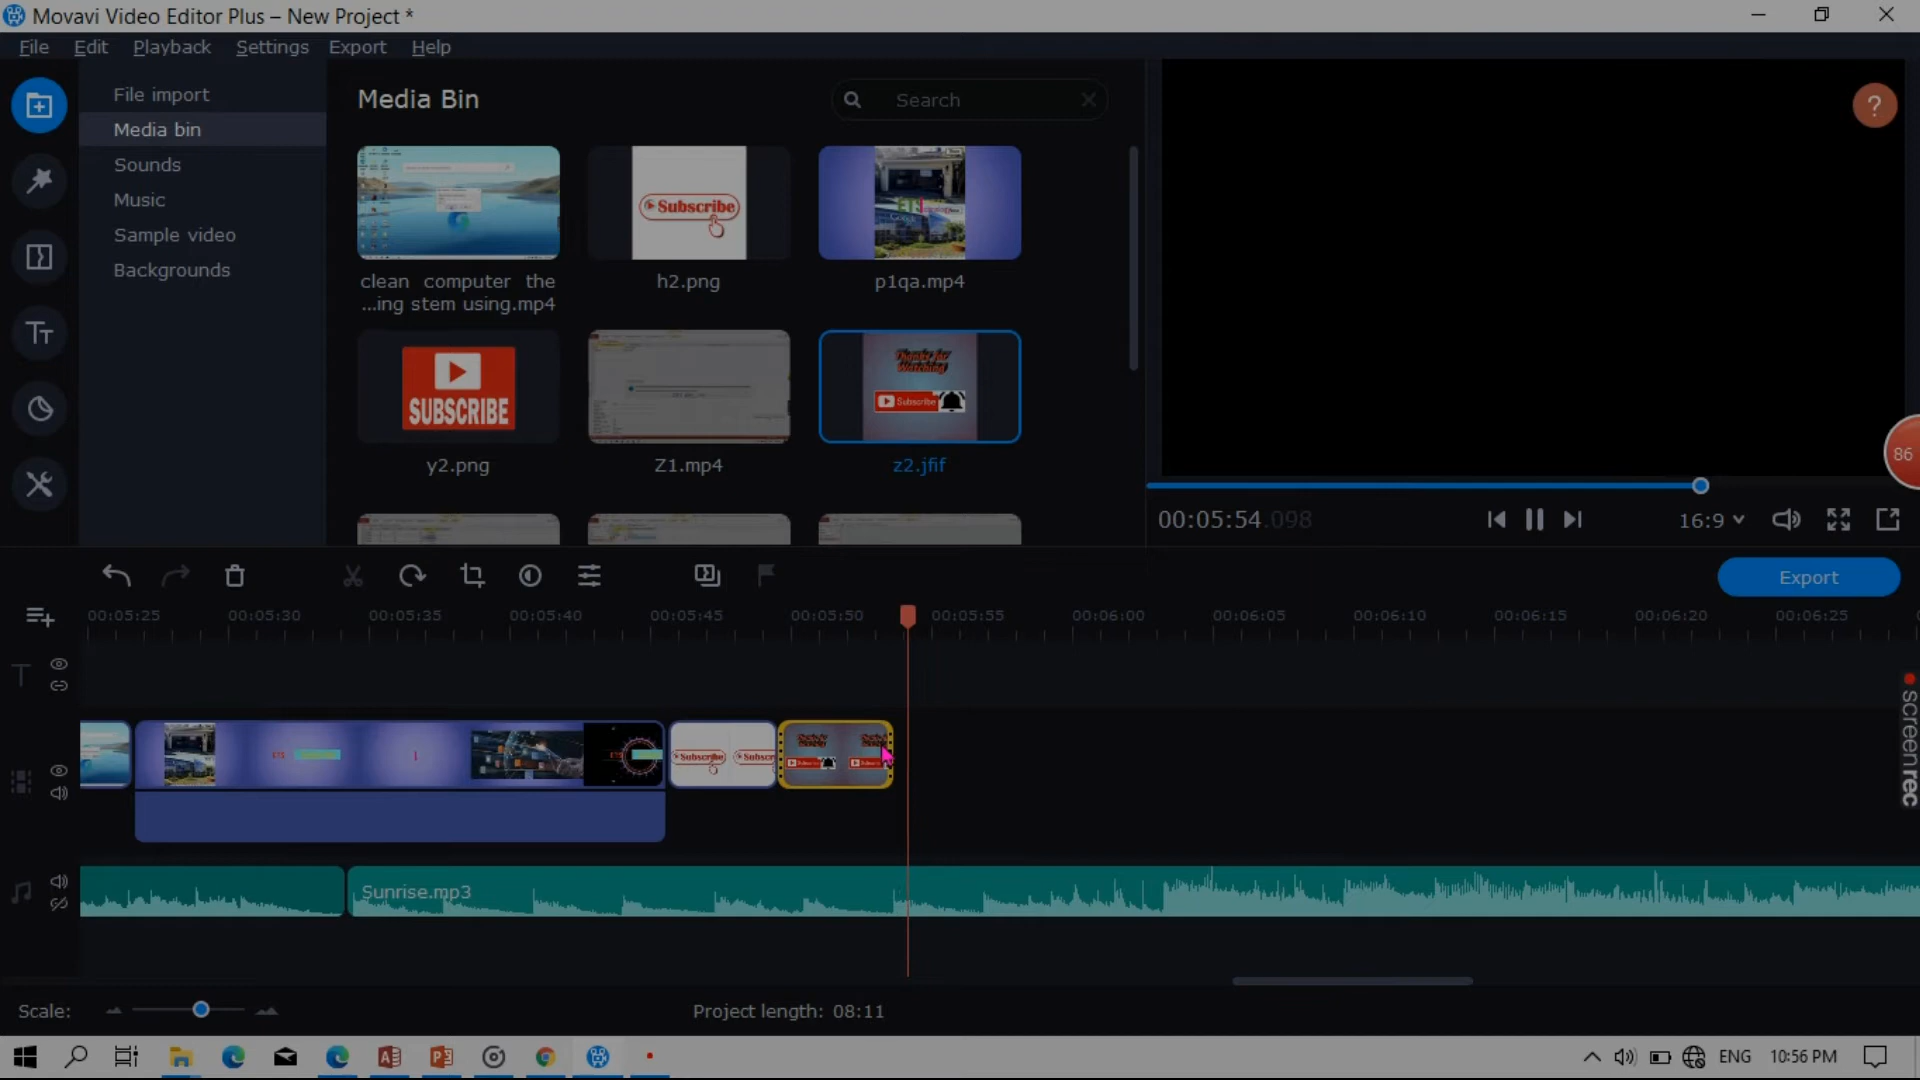 Movavi Video Editor Plus – New Project *
File Edit Playback Settings Export Help
File import
Media bin
Sounds
Music
Sample video
Backgrounds
Media Bin
Search
Subscribe
clean computer the
...ing stem using.mp4
h2.png
p1qa.mp4
SUBSCRIBE
Thanks for
Watching
Subscribe
y2.png
Z1.mp4
z2.jfif
?
86
00:05:54.098
16:9
Export
00:05:25 00:05:30 00:05:35 00:05:40 00:05:45 00:05:50 00:05:55 00:06:00 00:06:05 00:06:10 00:06:15 00:06:20 00:06:25
Subscribe
Sunrise.mp3
screenrec
Scale:
Project length: 08:11
ENG
10:56 PM